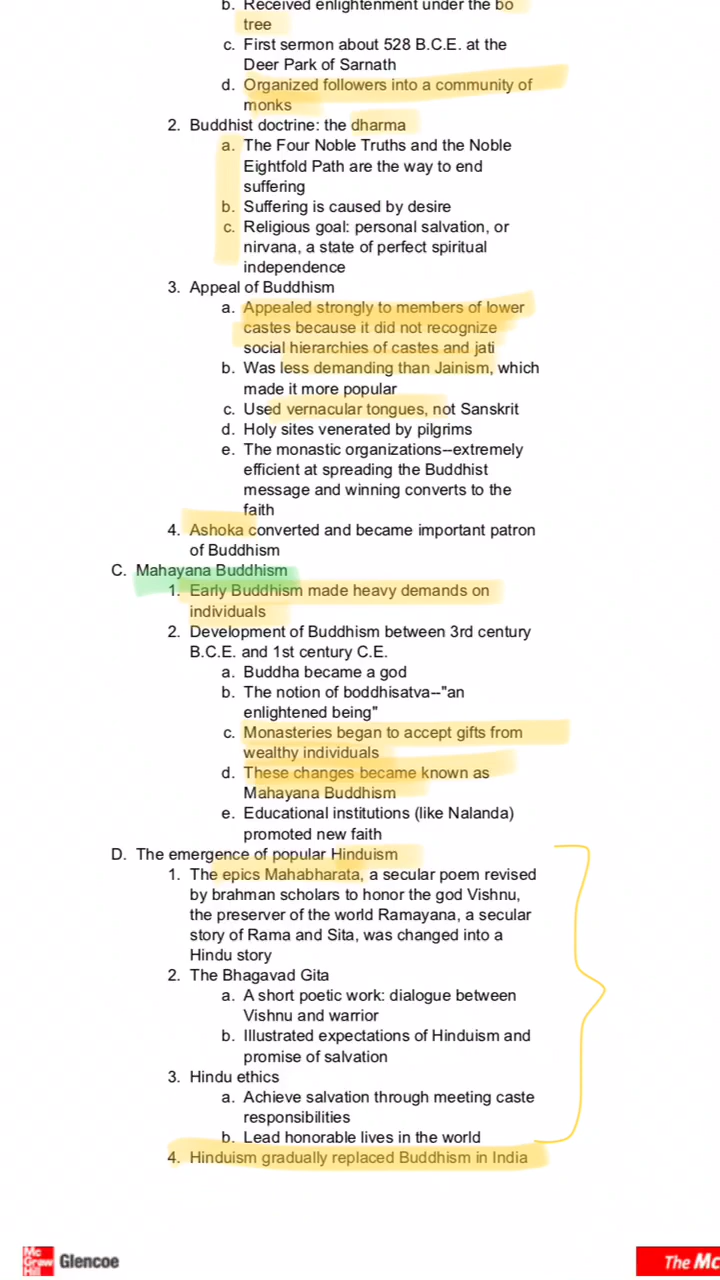 b. Received enlightenment under the bo
tree
c. First sermon about 528 B.C.E. at the
Deer Park of Sarnath
d. Organized followers into a community of
monks
2. Buddhist doctrine: the dharma
a. The Four Noble Truths and the Noble
Eightfold Path are the way to end
suffering
b. Suffering is caused by desire
c. Religious goal: personal salvation, or
nirvana, a state of perfect spiritual
independence
3. Appeal of Buddhism
a. Appealed strongly to members of lower
castes because it did not recognize
social hierarchies of castes and jati
b. Was less demanding than Jainism, which
made it more popular
c. Used vernacular tongues, not Sanskrit
d. Holy sites venerated by pilgrims
e. The monastic organizations--extremely
efficient at spreading the Buddhist
message and winning converts to the
faith
4. Ashoka converted and became important patron
of Buddhism
C. Mahayana Buddhism
1. Early Buddhism made heavy demands on
individuals
2. Development of Buddhism between 3rd century
B.C.E. and 1st century C.E.
a. Buddha became a god
b. The notion of boddhisatva--"an
enlightened being"
c. Monasteries began to accept gifts from
wealthy individuals
d. These changes became known as
Mahayana Buddhism
e. Educational institutions (like Nalanda)
promoted new faith
D. The emergence of popular Hinduism
1. The epics Mahabharata, a secular poem revised
by brahman scholars to honor the god Vishnu,
the preserver of the world Ramayana, a secular
story of Rama and Sita, was changed into a
Hindu story
2. The Bhagavad Gita
a. A short poetic work: dialogue between
Vishnu and warrior
b. Illustrated expectations of Hinduism and
promise of salvation
3. Hindu ethics
a. Achieve salvation through meeting caste
responsibilities
b. Lead honorable lives in the world
4. Hinduism gradually replaced Buddhism in India
Mc
Graw
Hill
Glencoe
The Mc